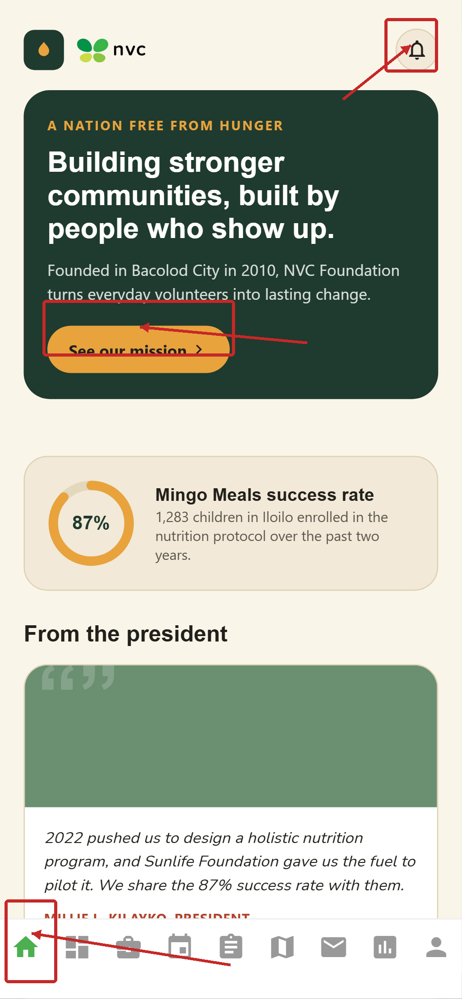 nvc
A NATION FREE FROM HUNGER
Building stronger
communities, built by
people who show up.
Founded in Bacolod City in 2010, NVC Foundation
turns everyday volunteers into lasting change.
See our mission
87%
Mingo Meals success rate
1,283 children in Iloilo enrolled in the
nutrition protocol over the past two
years.
From the president
“”
2022 pushed us to design a holistic nutrition
program, and Sunlife Foundation gave us the fuel to
pilot it. We share the 87% success rate with them.
MILLIE L. KILAYKO, PRESIDENT